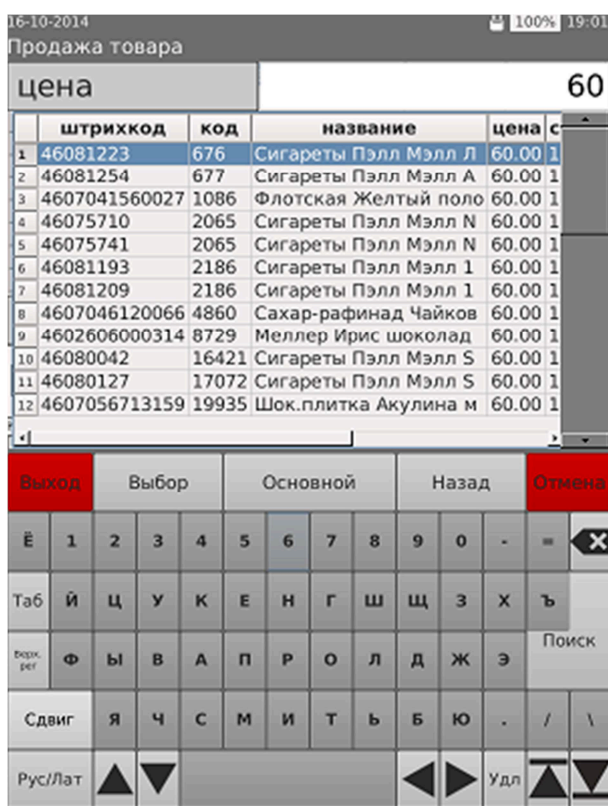 16-10-2014 100% 19:01
Продажа товара
цена 60
штрихкод код название цена с
1 46081223 676 Сигареты Пэлл Мэлл Л 60.00 1
2 46081254 677 Сигареты Пэлл Мэлл А 60.00 1
3 4607041560027 1086 Флотская Желтый поло 60.00 1
4 46075710 2065 Сигареты Пэлл Мэлл N 60.00 1
5 46075741 2065 Сигареты Пэлл Мэлл N 60.00 1
6 46081193 2186 Сигареты Пэлл Мэлл 1 60.00 1
7 46081209 2186 Сигареты Пэлл Мэлл 1 60.00 1
8 4607046120066 4860 Сахар-рафинад Чайков 60.00 1
9 4602606000314 8729 Меллер Ирис шоколад 60.00 1
10 46080042 16421 Сигареты Пэлл Мэлл S 60.00 1
11 46080127 17072 Сигареты Пэлл Мэлл S 60.00 1
12 4607056713159 19935 Шок.плитка Акулина м 60.00 1
Выход Выбор Основной Назад Отмена
Ё 1 2 3 4 5 6 7 8 9 0 - =
Таб Й Ц У К Е Н Г Ш Щ З Х Ъ
Поиск
Верх. рег Ф Ы В А П Р О Л Д Ж Э
Сдвиг Я Ч С М И Т Ь Б Ю . / \
Рус/Лат Удл